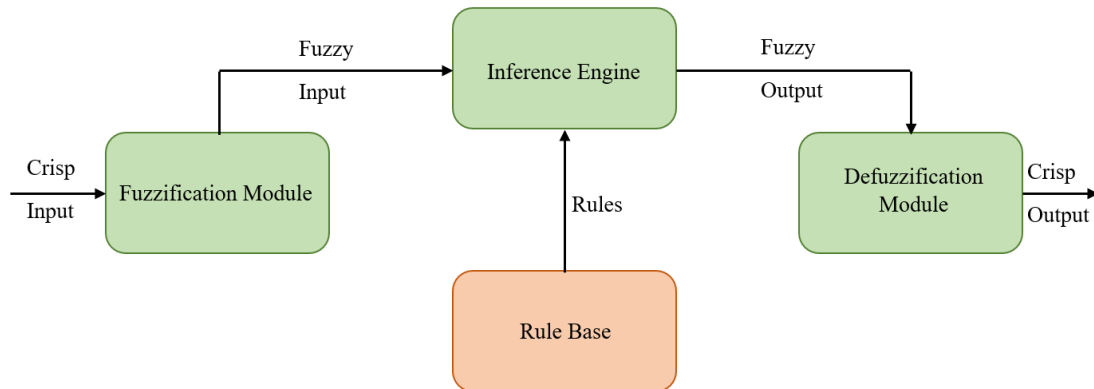 Fuzzy
Input
Inference Engine
Fuzzy
Output
Crisp
Input
Fuzzification Module
Defuzzification
Module
Crisp
Output
Rules
Rule Base